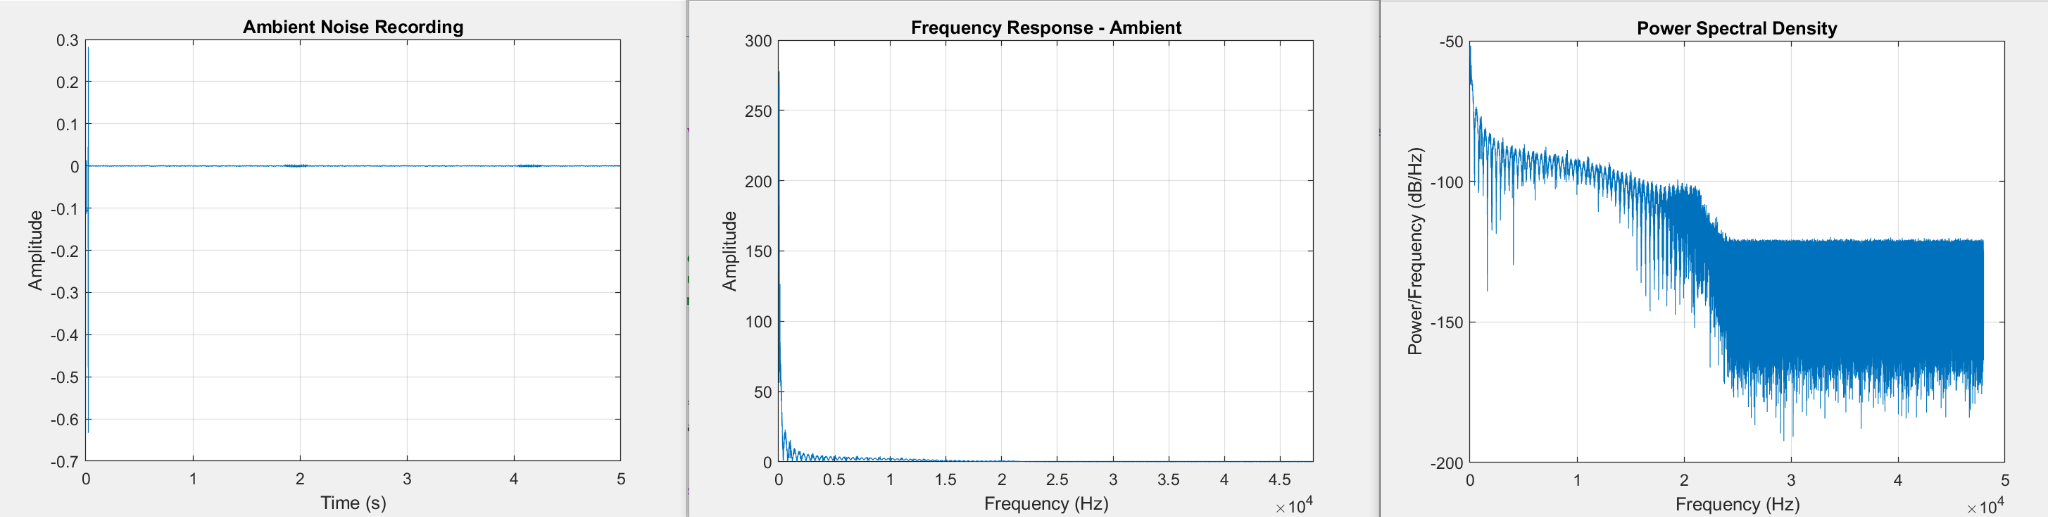 Ambient Noise Recording
0.3
0.2
0.1
0
-0.1
-0.2
-0.3
-0.4
-0.5
-0.6
-0.7
Amplitude
0 1 2 3 4 5
Time (s)
Frequency Response - Ambient
300
250
200
150
100
50
0
Amplitude
0 0.5 1 1.5 2 2.5 3 3.5 4 4.5
Frequency (Hz)
×10⁴
Power Spectral Density
-50
-100
-150
-200
Power/Frequency (dB/Hz)
0 1 2 3 4 5
Frequency (Hz)
×10⁴